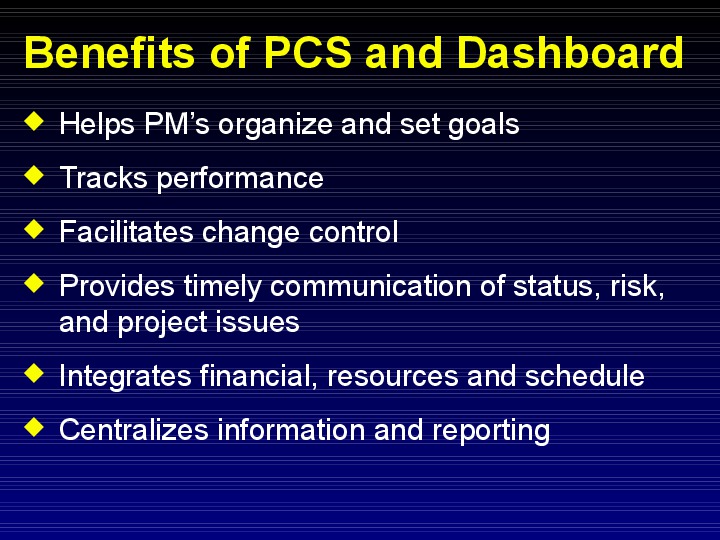 Benefits of PCS and Dashboard
Helps PM’s organize and set goals
Tracks performance
Facilitates change control
Provides timely communication of status, risk,
and project issues
Integrates financial, resources and schedule
Centralizes information and reporting